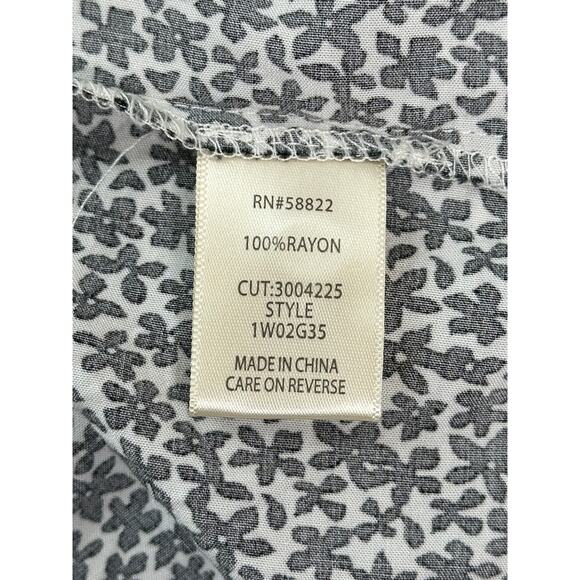 RN#58822
100%RAYON
CUT:3004225
STYLE
1W02G35
MADE IN CHINA
CARE ON REVERSE